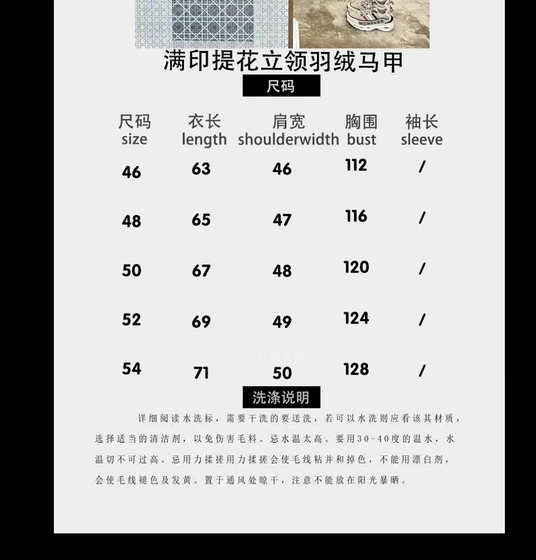 满印提花立领羽绒马甲
尺码
尺码 衣长 肩宽 胸围 袖长
size length shoulderwidth bust sleeve
46 63 46 112 /
48 65 47 116 /
50 67 48 120 /
52 69 49 124 /
54 71 50 128 /
洗涤说明
详细阅读水洗标，需要干洗的要送洗，若可以水洗则应看该其材质，
选择适当的清洁剂，以免伤害毛料。忌水温太高。要用30-40度的温水，水
温切不可过高。忌用力揉搓用力揉搓会使毛线粘并和掉色，不能用漂白剂，
会使毛线褪色及发黄。置于通风处晾干，注意不能放在阳光暴晒。